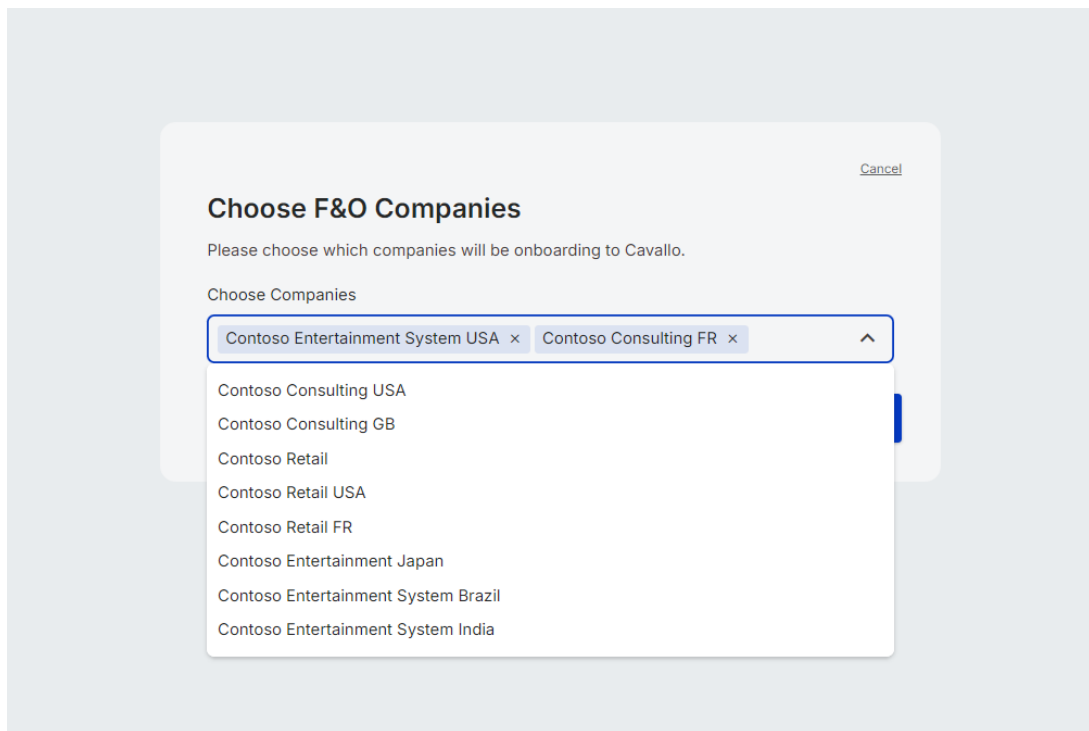 Cancel
Choose F&O Companies
Please choose which companies will be onboarding to Cavallo.
Choose Companies
Contoso Entertainment System USA × Contoso Consulting FR ×
Contoso Consulting USA
Contoso Consulting GB
Contoso Retail
Contoso Retail USA
Contoso Retail FR
Contoso Entertainment Japan
Contoso Entertainment System Brazil
Contoso Entertainment System India